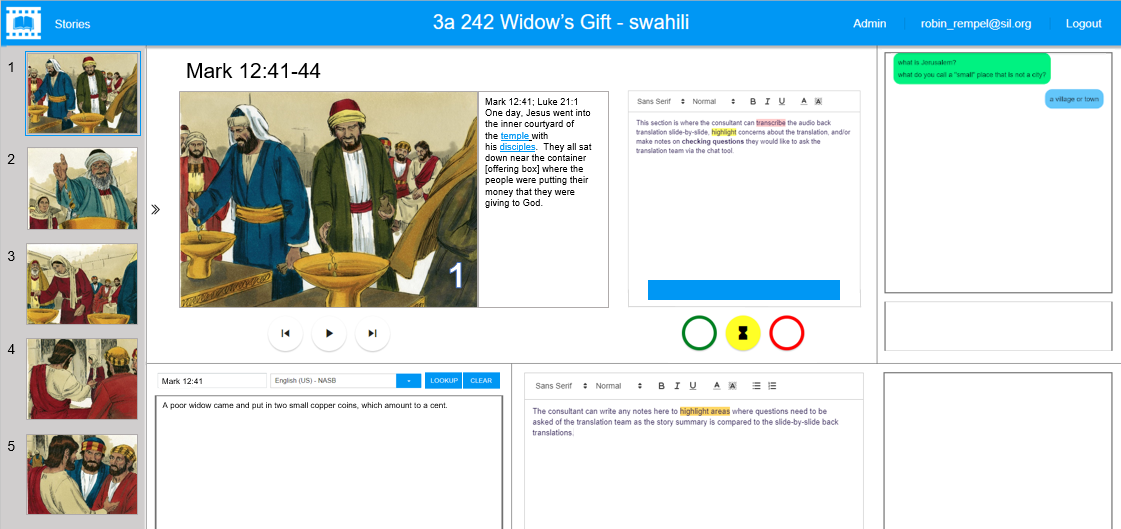 Stories
3a 242 Widow's Gift - swahili
Admin
robin_rempel@sil.org
Logout
1
2
3
4
5
Mark 12:41-44
1
Mark 12:41; Luke 21:1
One day, Jesus went into
the inner courtyard of
the temple with
his disciples.  They all sat
down near the container
[offering box] where the
people were putting their
money that they were
giving to God.
Sans Serif Normal B I U A A
This section is where the consultant can transcribe the audio back
translation slide-by-slide, highlight concerns about the translation, and/or
make notes on checking questions they would like to ask the
translation team via the chat tool.
what is Jerusalem?
what do you call a "small" place that is not a city?
a village or town
Mark 12:41
English (US) - NASB
LOOKUP
CLEAR
A poor widow came and put in two small copper coins, which amount to a cent.
Sans Serif Normal B I U A A
The consultant can write any notes here to highlight areas where questions need to be
asked of the translation team as the story summary is compared to the slide-by-slide back
translations.